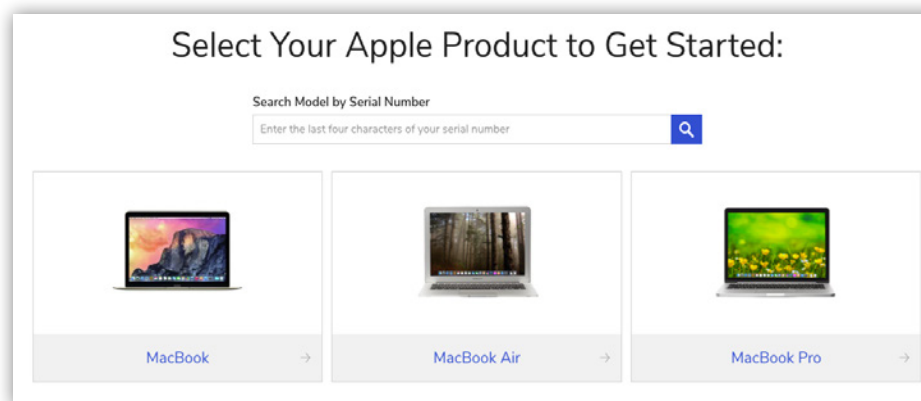 Select Your Apple Product to Get Started:
Search Model by Serial Number
Enter the last four characters of your serial number
MacBook
MacBook Air
MacBook Pro